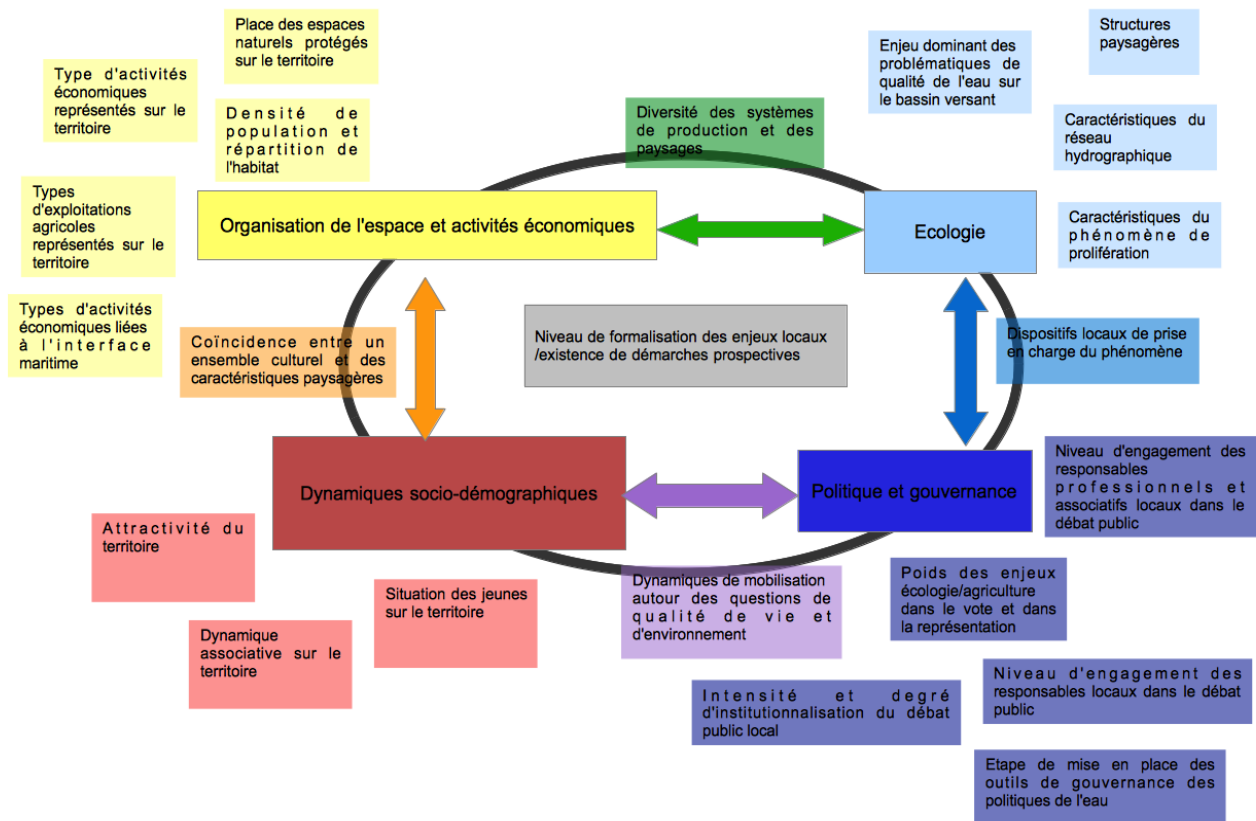 Place des espaces
naturels protégés
sur le territoire
Type d'activités
économiques
représentés sur le
territoire
Densité de
population et
répartition de
l'habitat
Types
d'exploitations
agricoles
représentés sur le
territoire
Types d'activités
économiques liées
à l'interface
maritime
Diversité des systèmes
de production et des
paysages
Enjeu dominant des
problématiques de
qualité de l'eau sur
le bassin versant
Structures
paysagères
Caractéristiques du
réseau
hydrographique
Caractéristiques du
phénomène de
prolifération
Organisation de l'espace et activités économiques
Ecologie
Coïncidence entre un
ensemble culturel et des
caractéristiques paysagères
Niveau de formalisation des enjeux locaux
/existence de démarches prospectives
Dispositifs locaux de prise
en charge du phénomène
Dynamiques socio-démographiques
Politique et gouvernance
Niveau d'engagement des
responsables
professionnels et
associatifs locaux dans le
débat public
Attractivité du
territoire
Situation des jeunes
sur le territoire
Dynamique
associative sur le
territoire
Dynamiques de mobilisation
autour des questions de
qualité de vie et
d'environnement
Poids des enjeux
écologie/agriculture
dans le vote et dans
la représentation
Intensité et degré
d'institutionnalisation du débat
public local
Niveau d'engagement des
responsables locaux dans le débat
public
Etape de mise en place des
outils de gouvernance des
politiques de l'eau